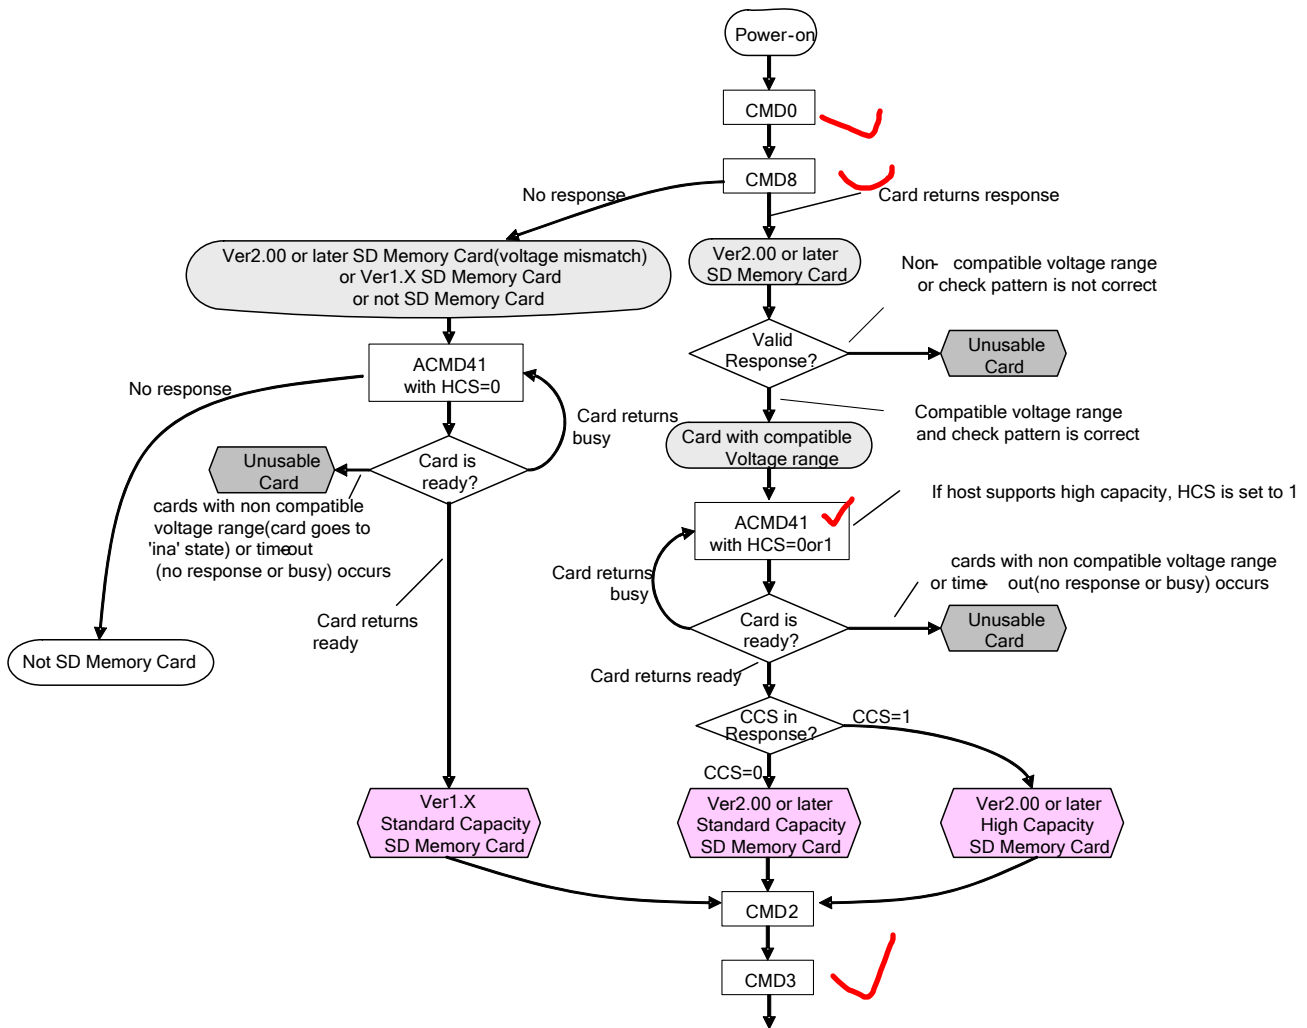 Power-on
CMD0
CMD8
No response
Card returns response
Ver2.00 or later SD Memory Card(voltage mismatch)
or Ver1.X SD Memory Card
or not SD Memory Card
Ver2.00 or later
SD Memory Card
Non- compatible voltage range
or check pattern is not correct
Valid
Response?
Unusable
Card
ACMD41
with HCS=0
No response
Card returns
busy
Compatible voltage range
and check pattern is correct
Card with compatible
Voltage range
Unusable
Card
Card is
ready?
cards with non compatible
voltage range(card goes to
'ina' state) or time-out
(no response or busy) occurs
If host supports high capacity, HCS is set to 1
ACMD41
with HCS=0or1
Card returns
busy
cards with non compatible voltage range
or time- out(no response or busy) occurs
Card returns
ready
Card is
ready?
Unusable
Card
Not SD Memory Card
Card returns ready
CCS in
Response?
CCS=1
CCS=0
Ver1.X
Standard Capacity
SD Memory Card
Ver2.00 or later
Standard Capacity
SD Memory Card
Ver2.00 or later
High Capacity
SD Memory Card
CMD2
CMD3